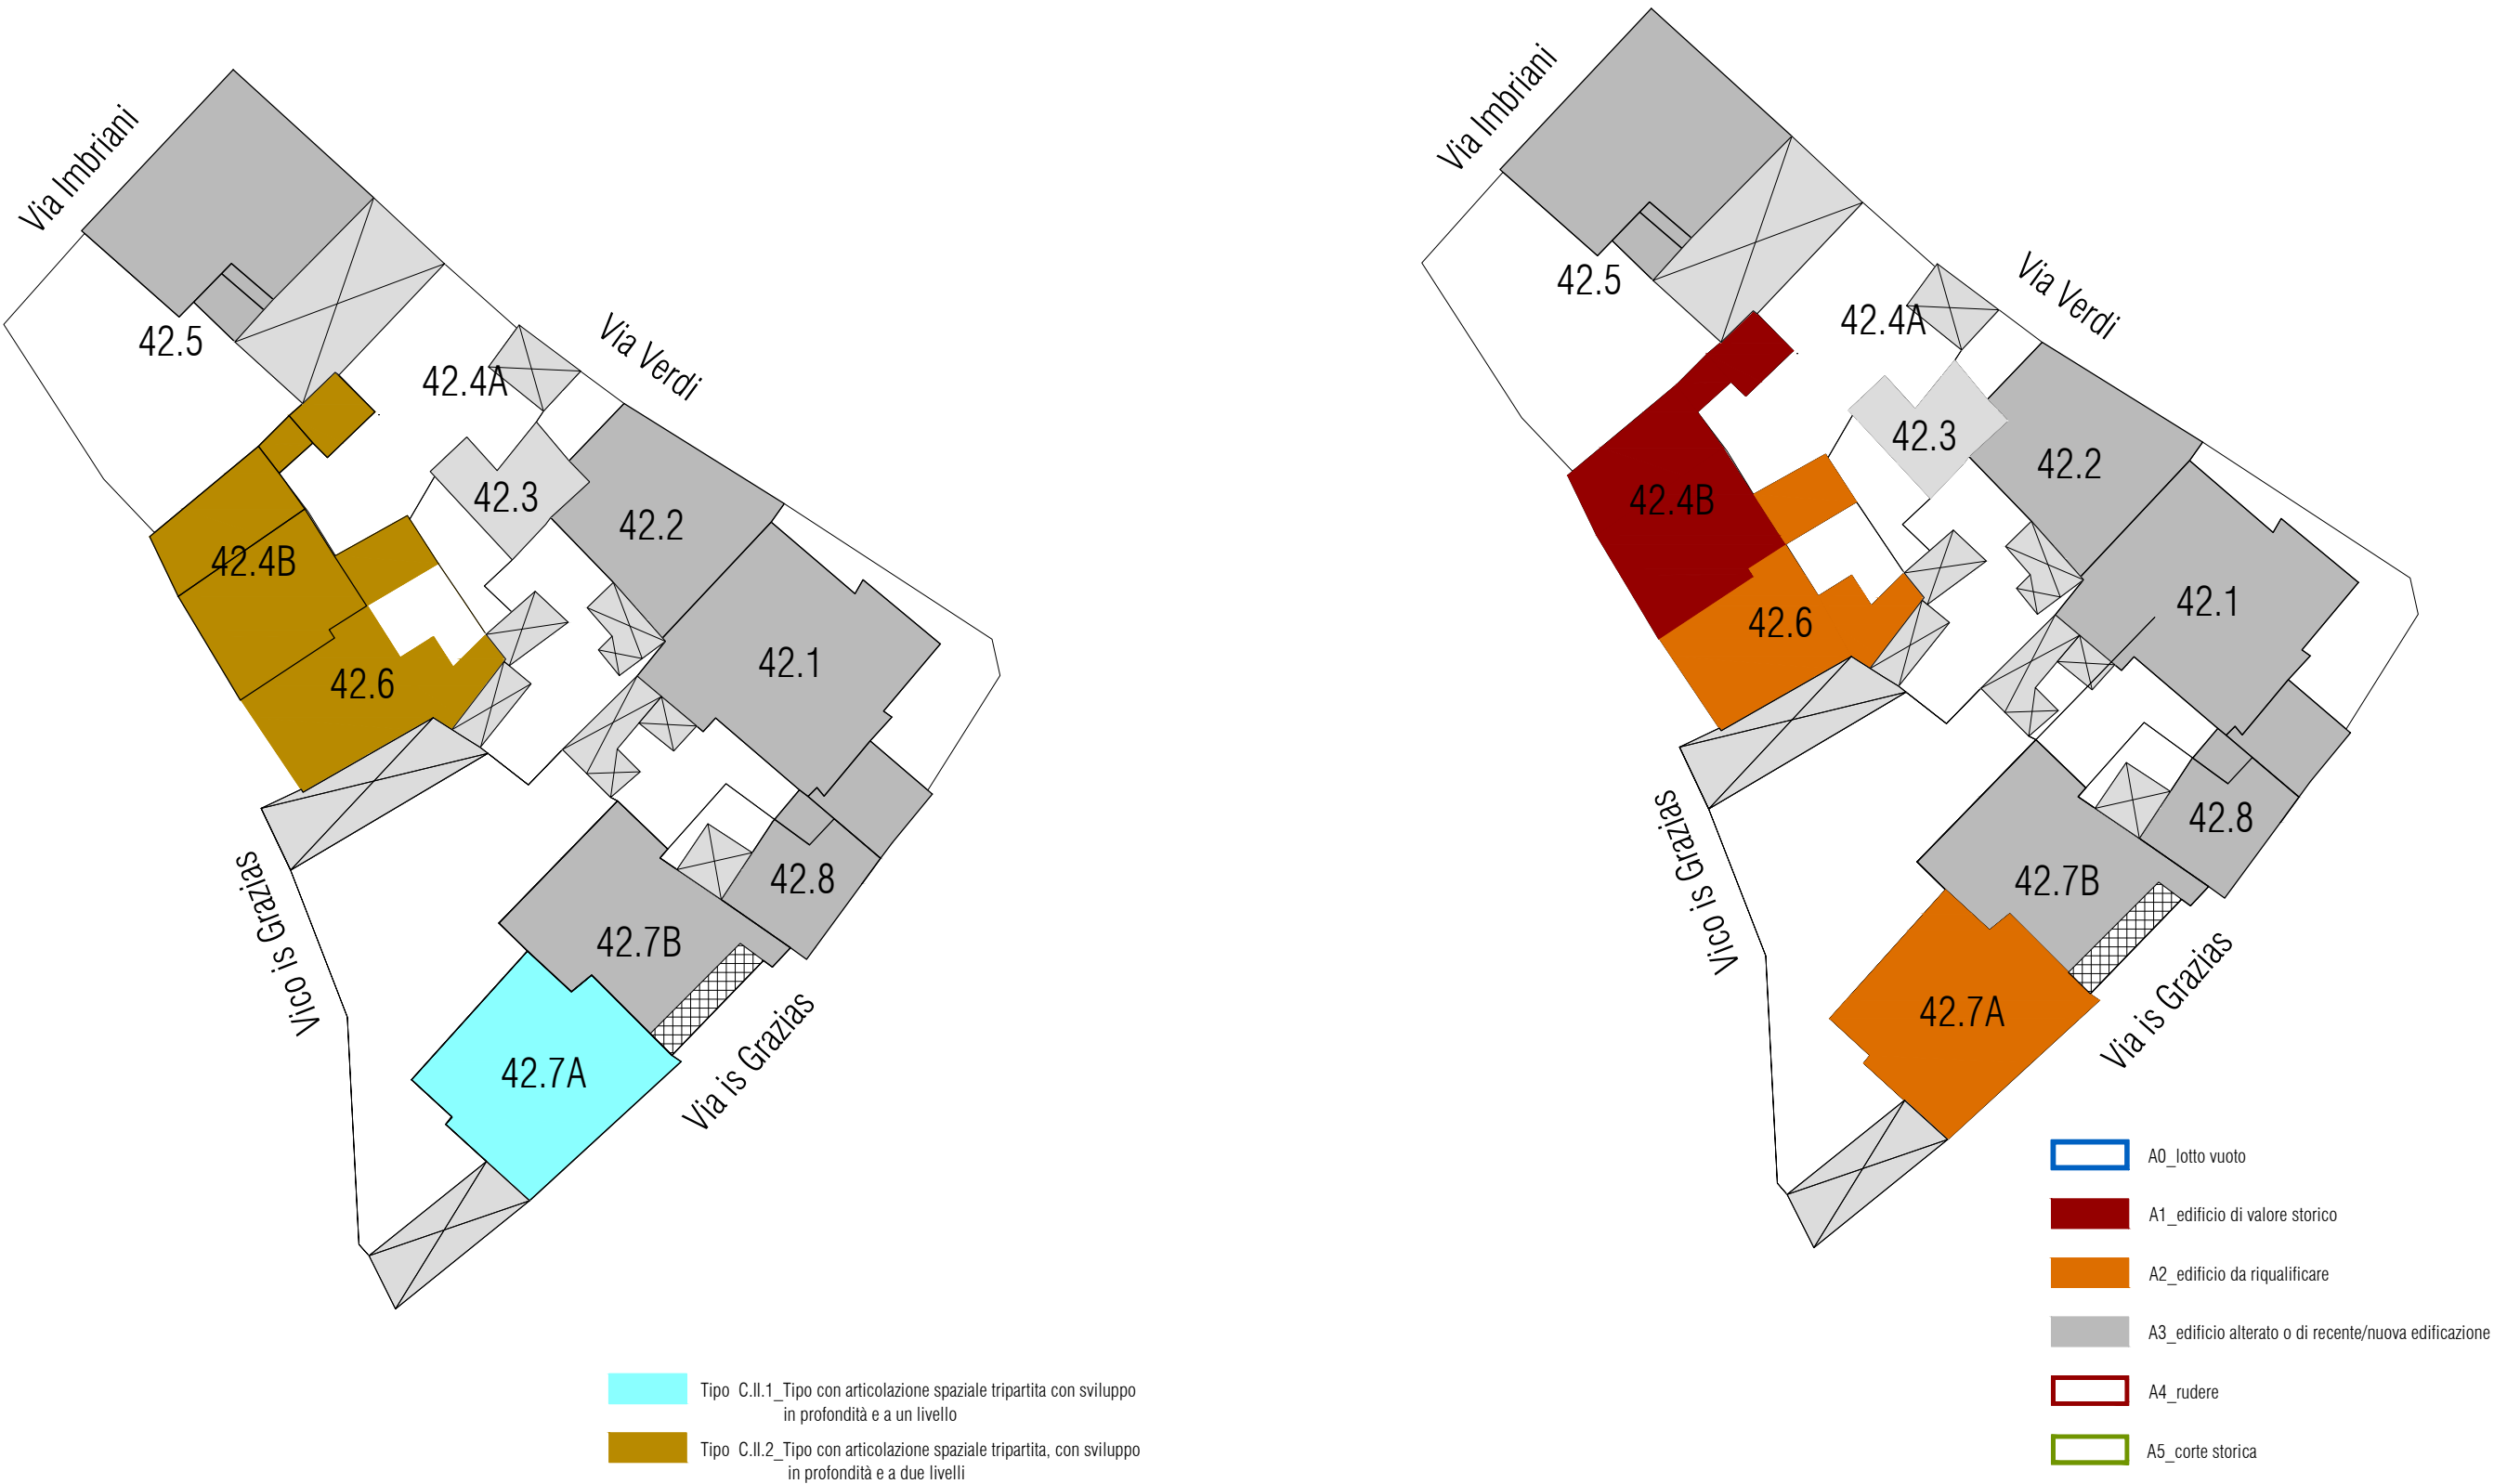 Via Imbriani
42.5
Via Verdi
42.4A
42.3
42.2
42.4B
42.1
42.6
42.8
Vico is Grazias
42.7B
42.7A
Via is Grazias
Tipo C.II.1_Tipo con articolazione spaziale tripartita con sviluppo
in profondità e a un livello
Tipo C.II.2_Tipo con articolazione spaziale tripartita, con sviluppo
in profondità e a due livelli
Via Imbriani
42.5
Via Verdi
42.4A
42.3
42.2
42.4B
42.1
42.6
42.8
Vico is Grazias
42.7B
42.7A
Via is Grazias
A0_lotto vuoto
A1_edificio di valore storico
A2_edificio da riqualificare
A3_edificio alterato o di recente/nuova edificazione
A4_rudere
A5_corte storica